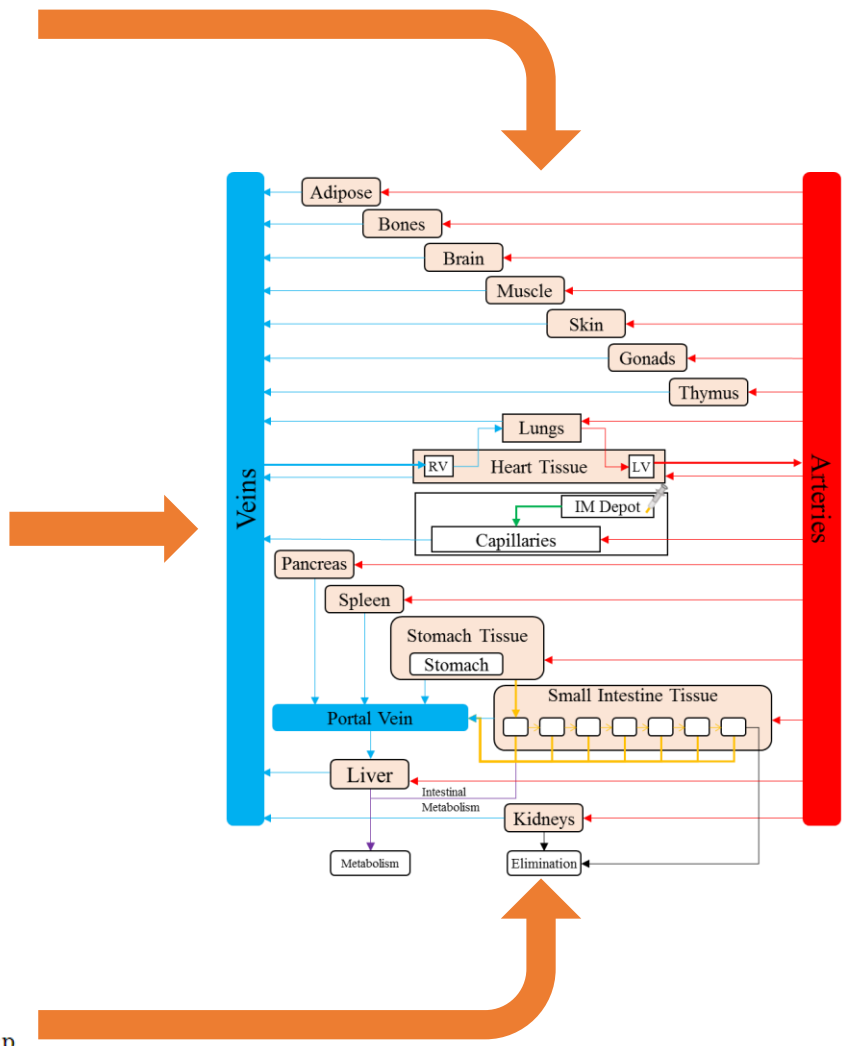 Adipose
Bones
Brain
Muscle
Skin
Gonads
Thymus
Lungs
RV
Heart Tissue
LV
Veins
Arteries
IM Depot
Capillaries
Pancreas
Spleen
Stomach Tissue
Stomach
Small Intestine Tissue
Portal Vein
Liver
Intestinal
Metabolism
Kidneys
Metabolism
Elimination
p